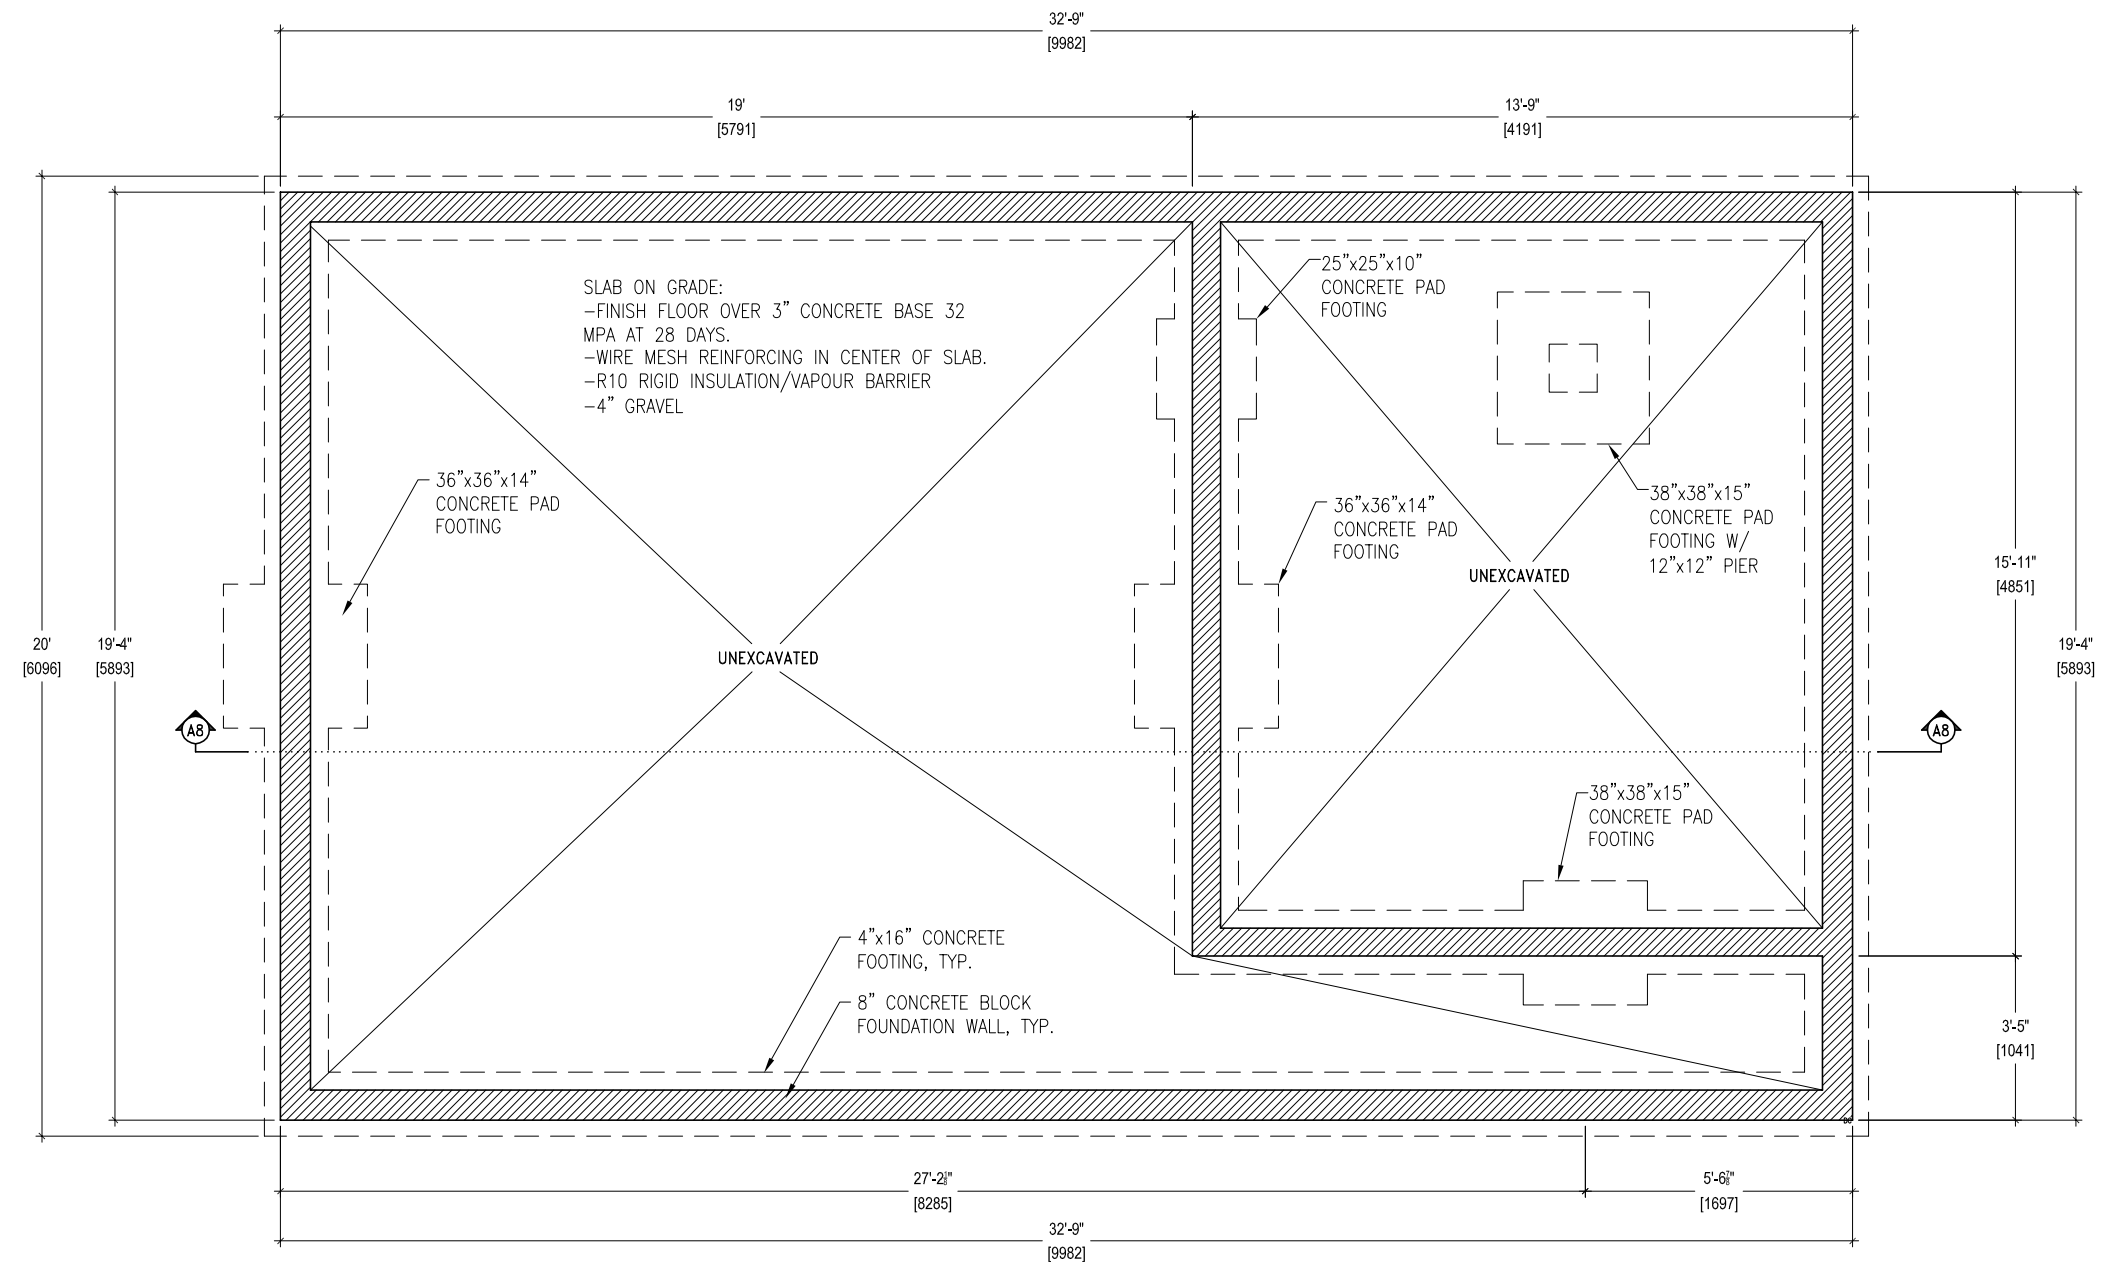 32'-9"
[9982]
19'
[5791]
13'-9"
[4191]
SLAB ON GRADE:
-FINISH FLOOR OVER 3" CONCRETE BASE 32
MPA AT 28 DAYS.
-WIRE MESH REINFORCING IN CENTER OF SLAB.
-R10 RIGID INSULATION/VAPOUR BARRIER
-4" GRAVEL
25"x25"x10"
CONCRETE PAD
FOOTING
36"x36"x14"
CONCRETE PAD
FOOTING
36"x36"x14"
CONCRETE PAD
FOOTING
38"x38"x15"
CONCRETE PAD
FOOTING W/
12"x12" PIER
UNEXCAVATED
15'-11"
[4851]
20'
[6096]
19'-4"
[5893]
UNEXCAVATED
19'-4"
[5893]
A8
A8
38"x38"x15"
CONCRETE PAD
FOOTING
4"x16" CONCRETE
FOOTING, TYP.
8" CONCRETE BLOCK
FOUNDATION WALL, TYP.
3'-5"
[1041]
27'-2⅛"
[8285]
5'-6⅞"
[1697]
32'-9"
[9982]